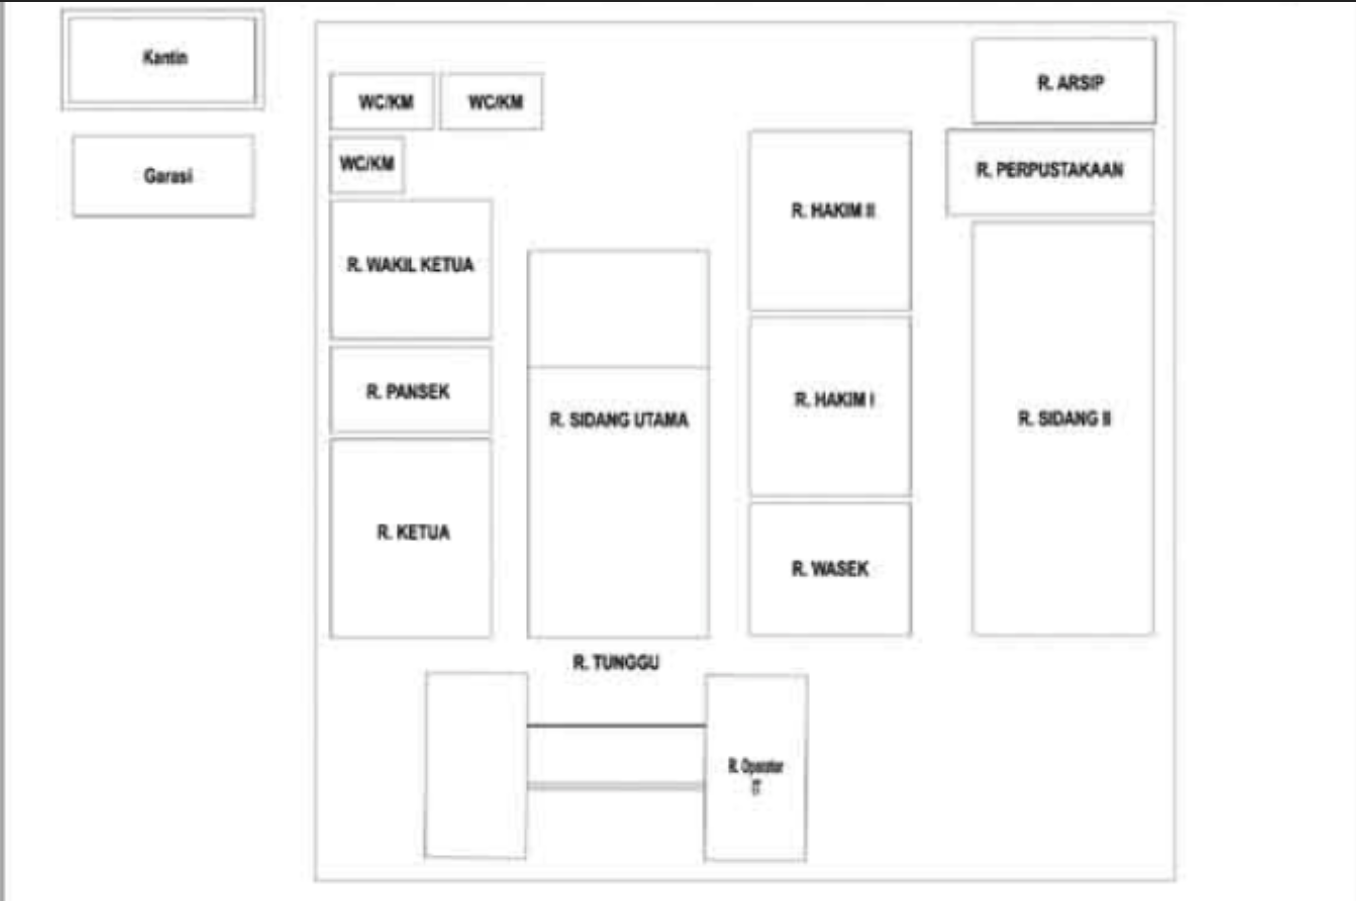 Kantin
Garasi
WC/KM
WC/KM
WC/KM
R. WAKIL KETUA
R. PANSEK
R. KETUA
R. SIDANG UTAMA
R. HAKIM II
R. HAKIM I
R. WASEK
R. ARSIP
R. PERPUSTAKAAN
R. SIDANG II
R. TUNGGU
R. Operator
IT